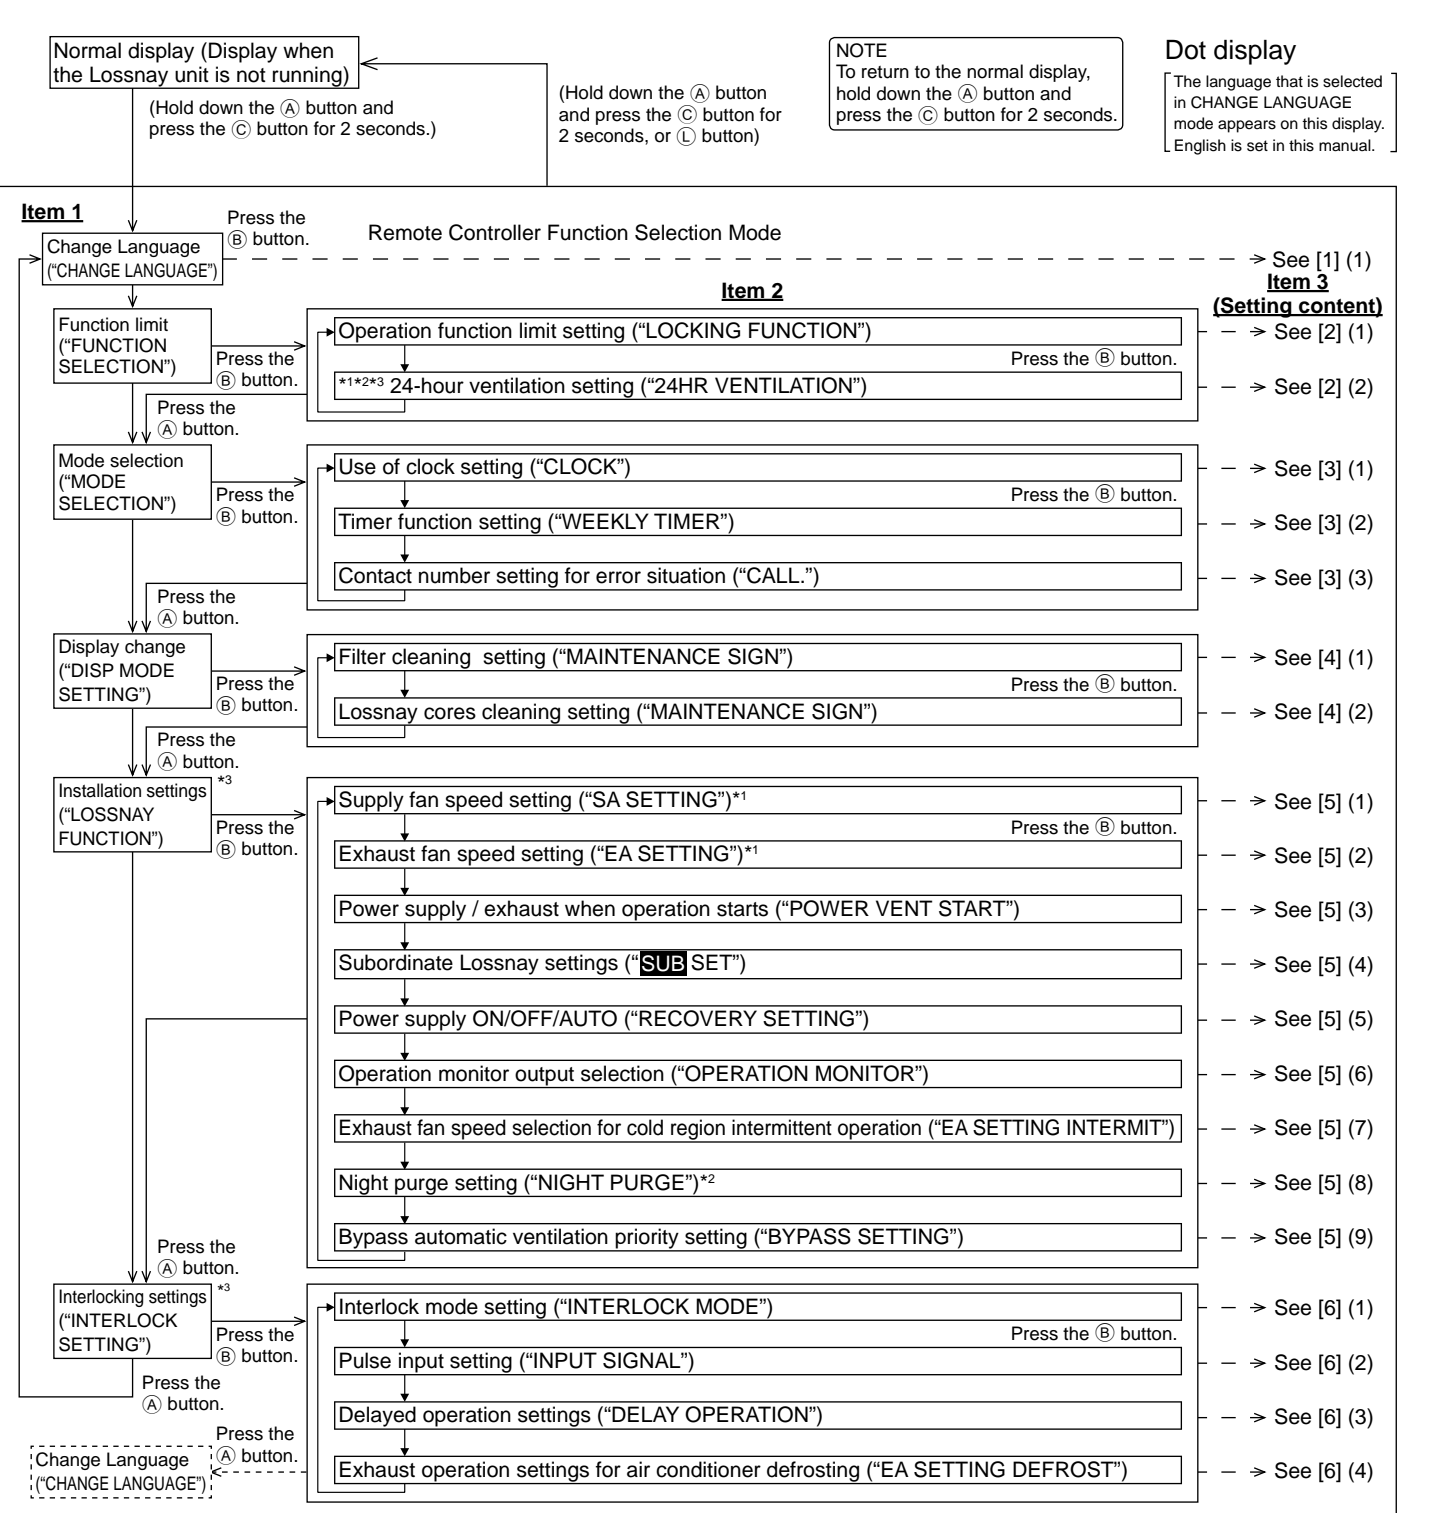 Normal display (Display when
the Lossnay unit is not running)
(Hold down the Ⓐ button and
press the Ⓒ button for 2 seconds.)
(Hold down the Ⓐ button
and press the Ⓒ button for
2 seconds, or Ⓛ button)
NOTE
To return to the normal display,
hold down the Ⓐ button and
press the Ⓒ button for 2 seconds.
Dot display
The language that is selected
in CHANGE LANGUAGE
mode appears on this display.
English is set in this manual.
Item 1
Press the
Ⓑ button.
Remote Controller Function Selection Mode
Change Language
(“CHANGE LANGUAGE”)
See [1] (1)
Item 2
Item 3
(Setting content)
Function limit
(“FUNCTION
SELECTION”)
Press the
Ⓑ button.
Operation function limit setting (“LOCKING FUNCTION”)
See [2] (1)
Press the Ⓑ button.
*1*2*3 24-hour ventilation setting (“24HR VENTILATION”)
See [2] (2)
Press the
Ⓐ button.
Mode selection
(“MODE
SELECTION”)
Press the
Ⓑ button.
Use of clock setting (“CLOCK”)
See [3] (1)
Press the Ⓑ button.
Timer function setting (“WEEKLY TIMER”)
See [3] (2)
Contact number setting for error situation (“CALL.”)
See [3] (3)
Press the
Ⓐ button.
Display change
(“DISP MODE
SETTING”)
Press the
Ⓑ button.
Filter cleaning setting (“MAINTENANCE SIGN”)
See [4] (1)
Press the Ⓑ button.
Lossnay cores cleaning setting (“MAINTENANCE SIGN”)
See [4] (2)
Press the
Ⓐ button.
Installation settings
(“LOSSNAY
FUNCTION”)
*3
Press the
Ⓑ button.
Supply fan speed setting (“SA SETTING”)*1
See [5] (1)
Press the Ⓑ button.
Exhaust fan speed setting (“EA SETTING”)*1
See [5] (2)
Power supply / exhaust when operation starts (“POWER VENT START”)
See [5] (3)
Subordinate Lossnay settings (“SUB SET”)
See [5] (4)
Power supply ON/OFF/AUTO (“RECOVERY SETTING”)
See [5] (5)
Operation monitor output selection (“OPERATION MONITOR”)
See [5] (6)
Exhaust fan speed selection for cold region intermittent operation (“EA SETTING INTERMIT”)
See [5] (7)
Night purge setting (“NIGHT PURGE”)*2
See [5] (8)
Bypass automatic ventilation priority setting (“BYPASS SETTING”)
See [5] (9)
Press the
Ⓐ button.
Interlocking settings
(“INTERLOCK
SETTING”)
*3
Press the
Ⓑ button.
Interlock mode setting (“INTERLOCK MODE”)
See [6] (1)
Press the Ⓑ button.
Pulse input setting (“INPUT SIGNAL”)
See [6] (2)
Press the
Ⓐ button.
Delayed operation settings (“DELAY OPERATION”)
See [6] (3)
Press the
Ⓐ button.
Change Language
(“CHANGE LANGUAGE”)
Exhaust operation settings for air conditioner defrosting (“EA SETTING DEFROST”)
See [6] (4)